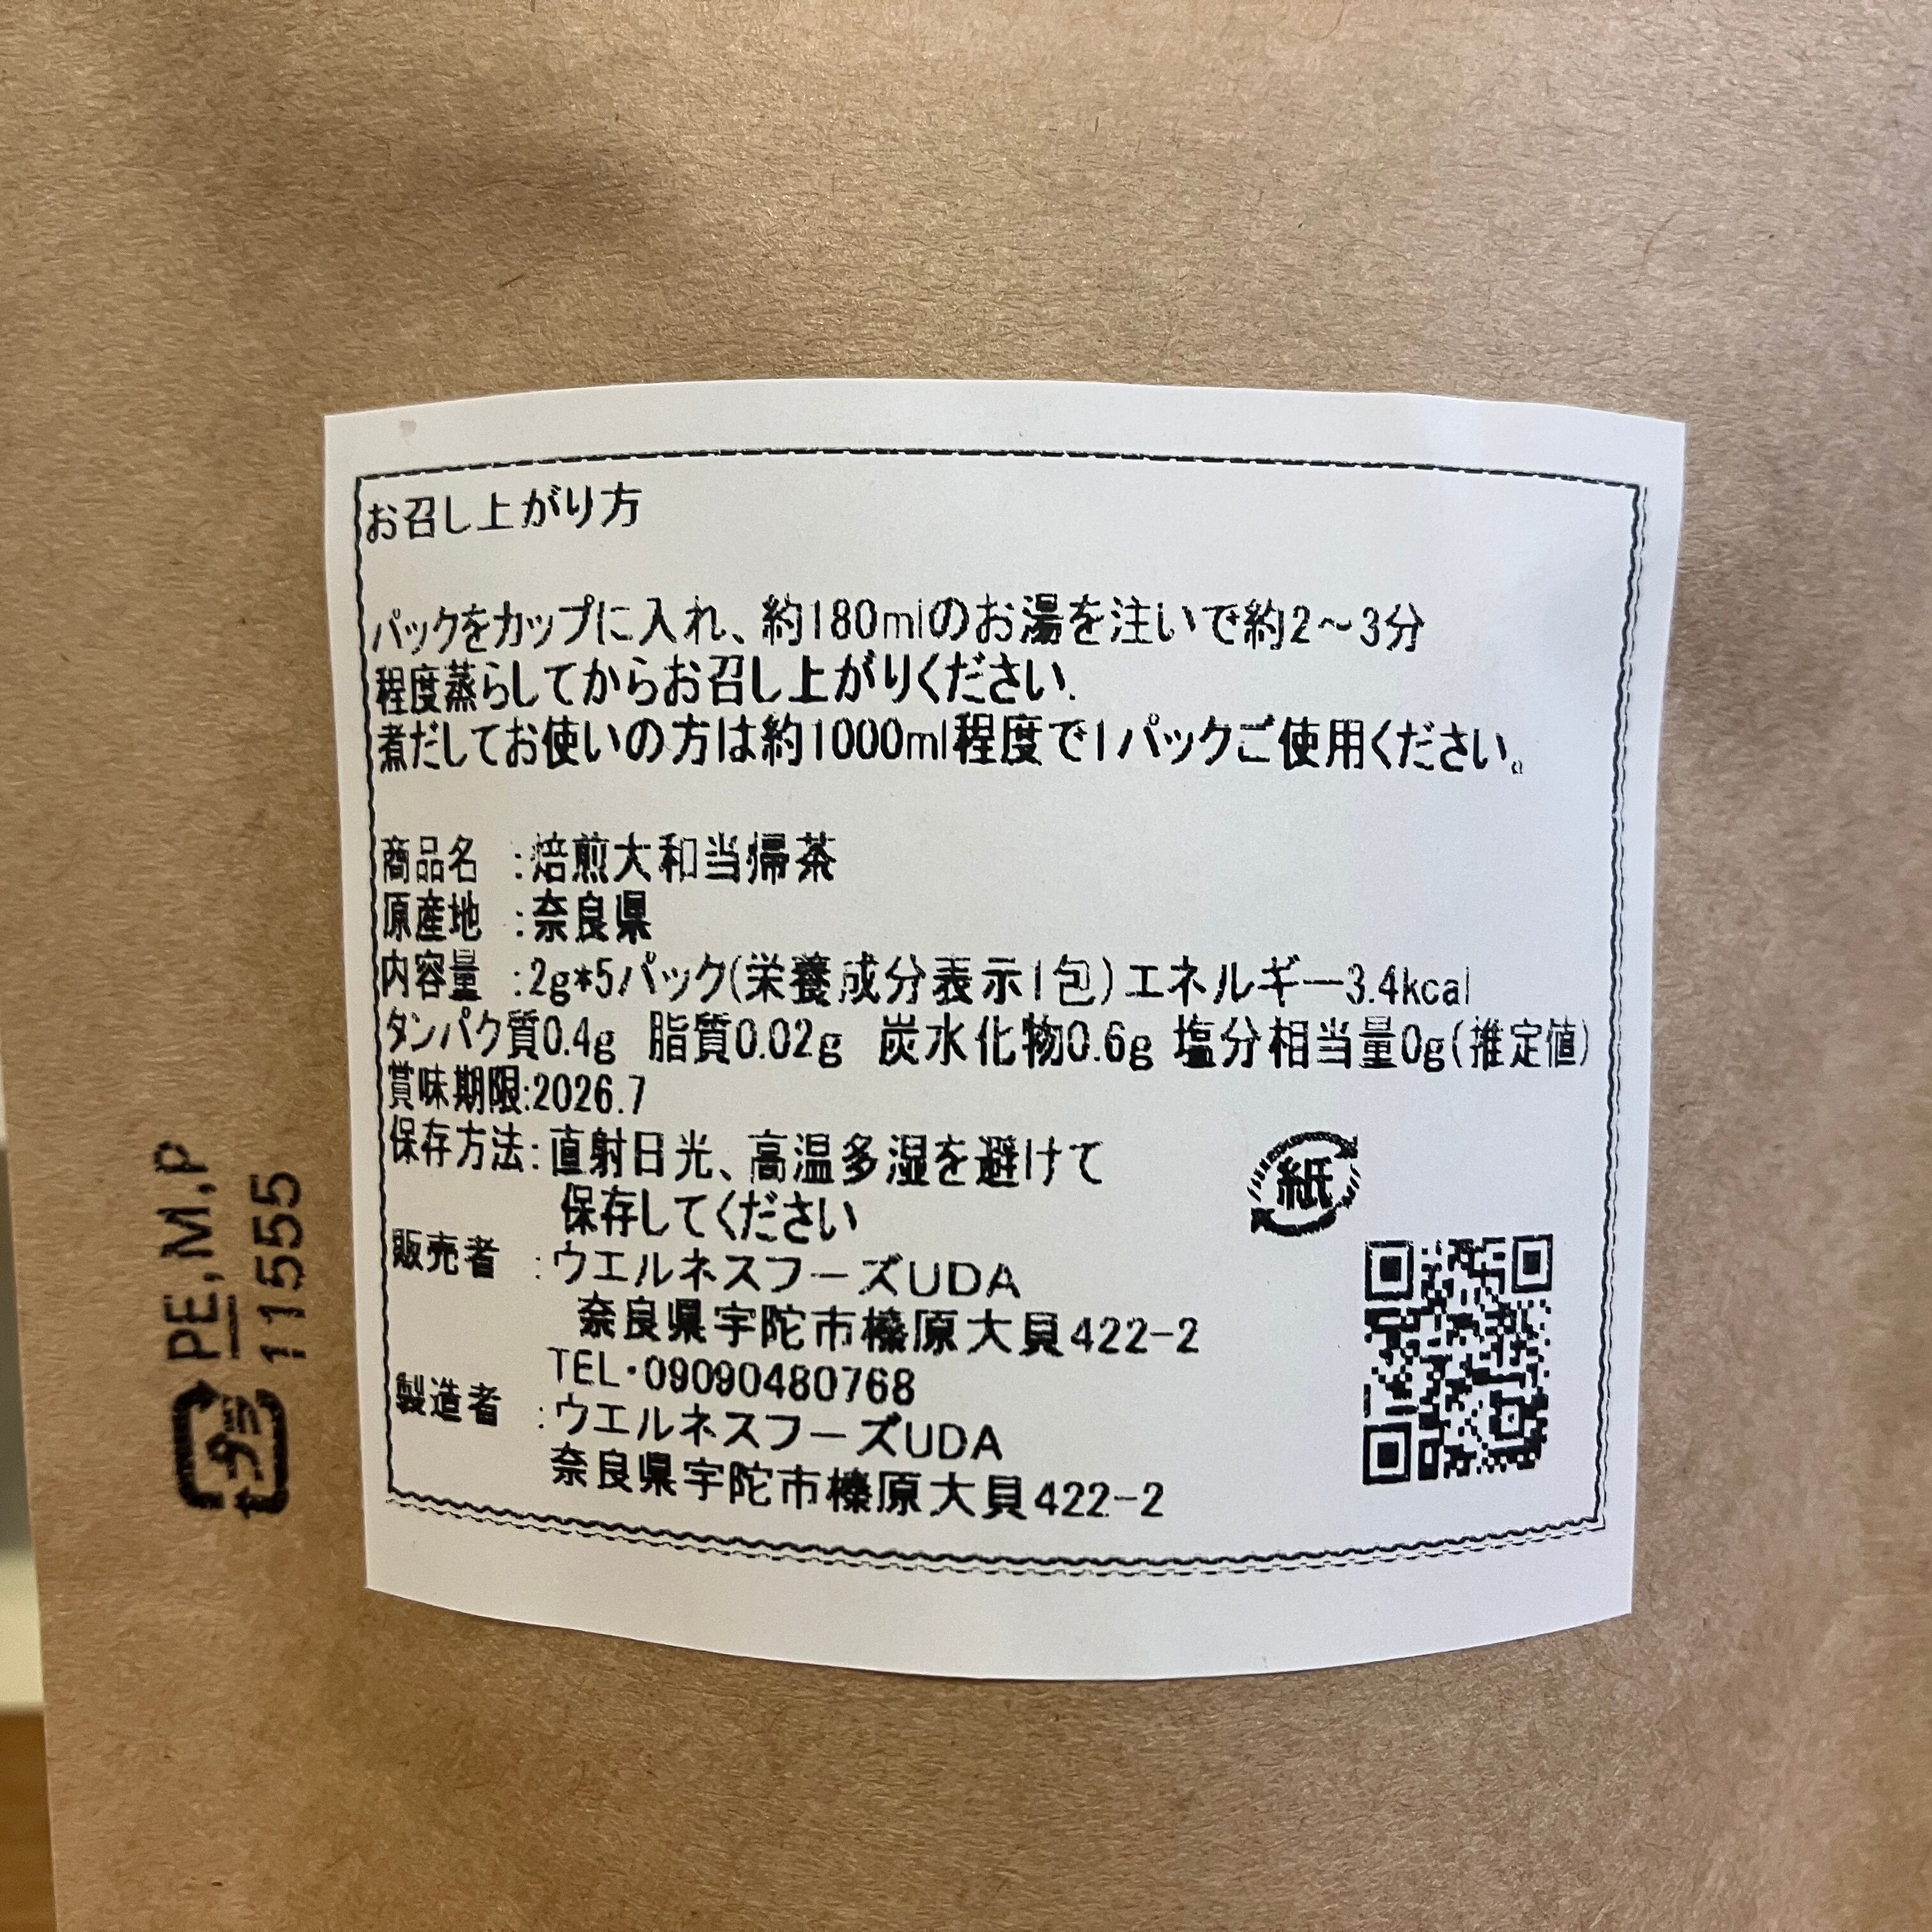 お召し上がり方
パックをカップに入れ、約180mlのお湯を注いで約2～3分
程度蒸らしてからお召し上がりください.
煮だしてお使いの方は約1000ml程度で1パックご使用ください。
商品名 :焙煎大和当帰茶
原産地 :奈良県
内容量 :2g*5パック(栄養成分表示1包)エネルギー3.4kcal
タンパク質0.4g 脂質0.02g 炭水化物0.6g 塩分相当量0g(推定値)
賞味期限:2026.7
保存方法:直射日光、高温多湿を避けて
保存してください
紙
販売者 :ウエルネスフーズUDA
奈良県宇陀市榛原大貝422-2
TEL・09090480768
製造者 :ウエルネスフーズUDA
奈良県宇陀市榛原大貝422-2
プラ PE,M,P
11555